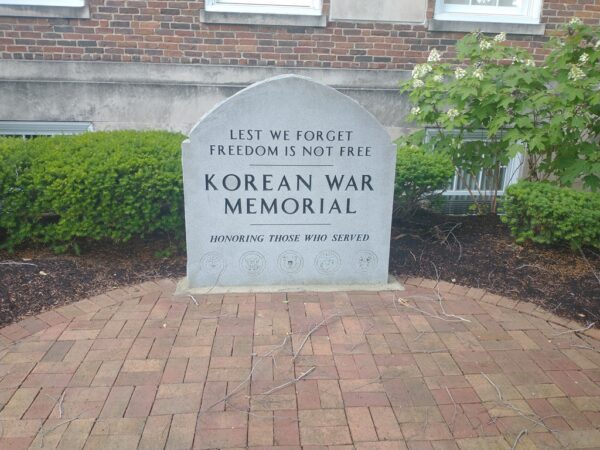 LEST WE FORGET
FREEDOM IS NOT FREE
KOREAN WAR
MEMORIAL
HONORING THOSE WHO SERVED